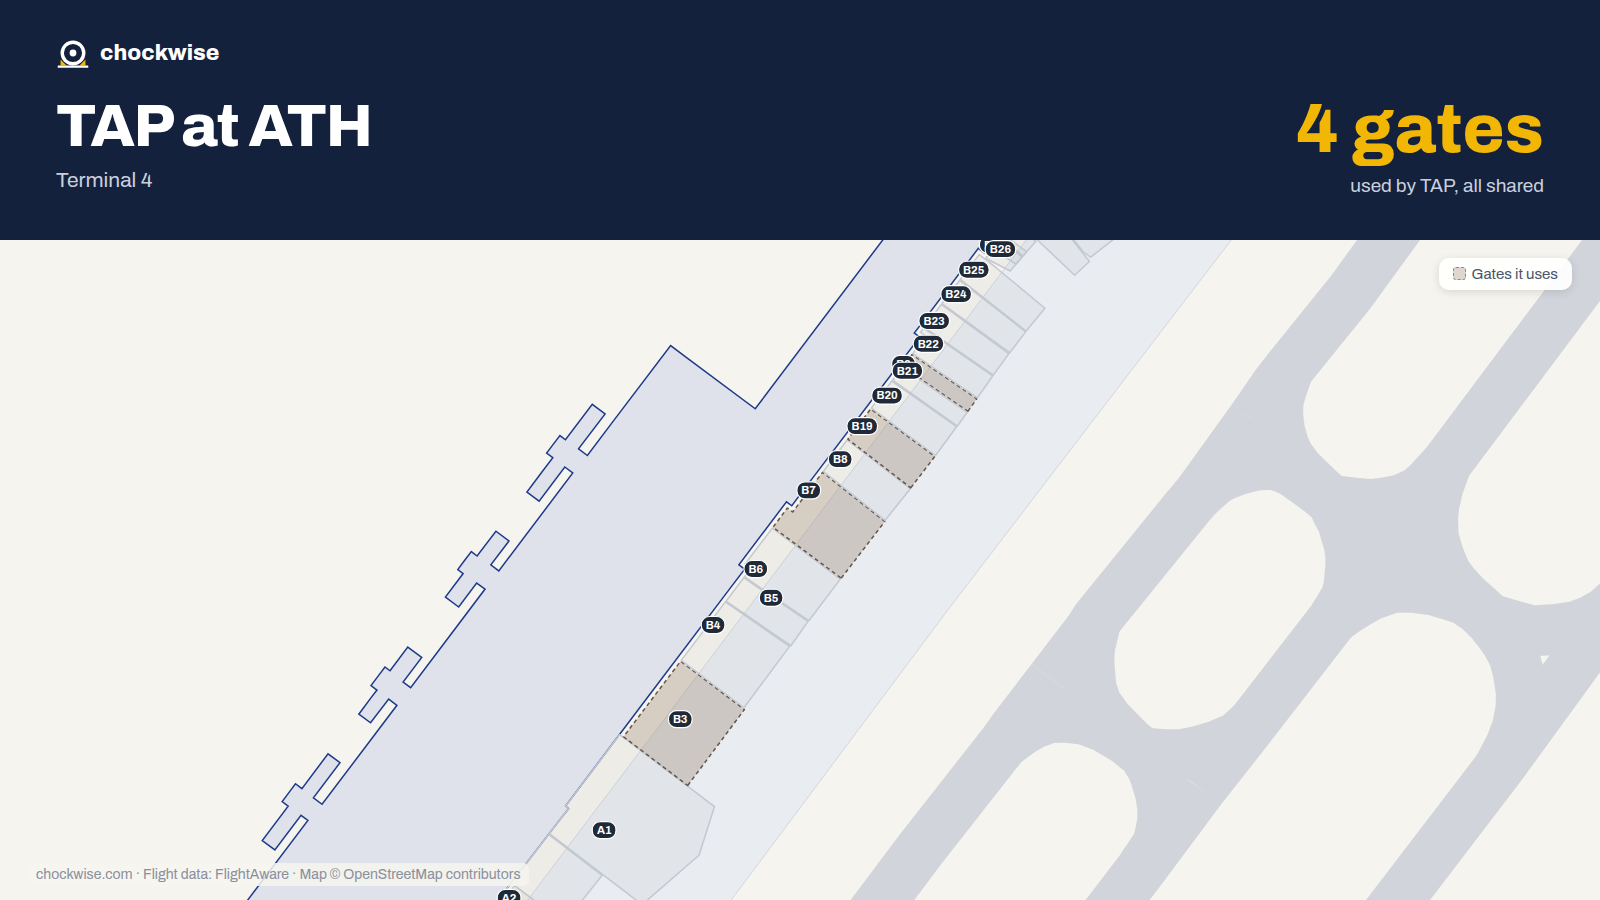 chockwise
TAP at ATH
Terminal 4
4 gates
used by TAP, all shared
Gates it uses
B26
B25
B24
B23
B22
B21
B20
B19
B8
B7
B6
B5
B4
B3
A1
A2
chockwise.com · Flight data: FlightAware · Map © OpenStreetMap contributors